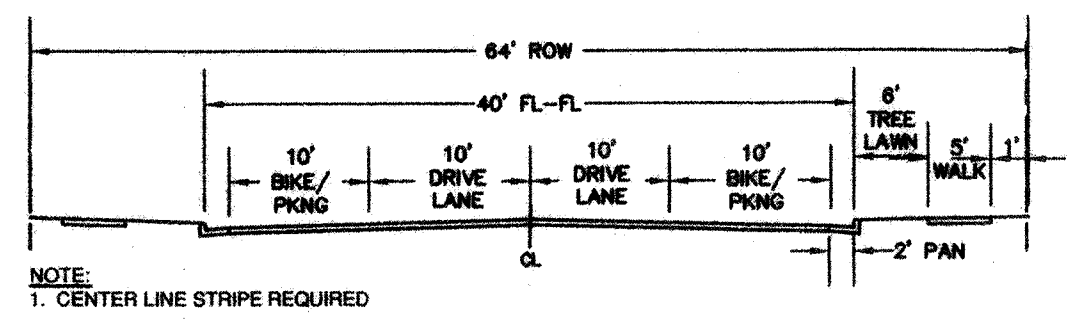 64' ROW
40' FL-FL
6'
TREE
LAWN
5'
WALK
1'
10'
BIKE/
PKNG
10'
DRIVE
LANE
10'
DRIVE
LANE
10'
BIKE/
PKNG
CL
2' PAN
NOTE:
1. CENTER LINE STRIPE REQUIRED